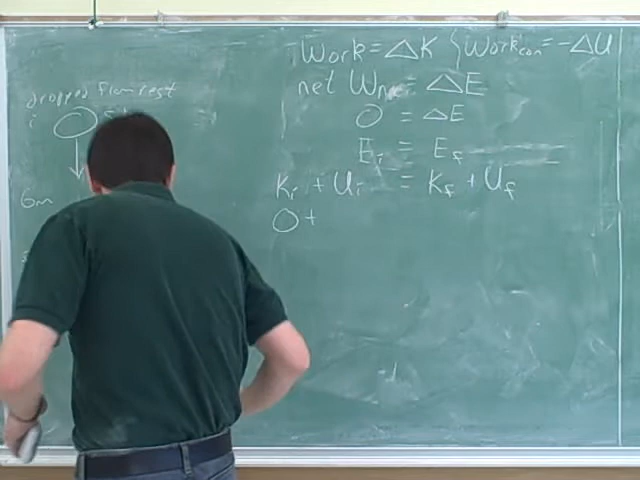 Work = ΔK { Work con = -ΔU
net Wnc = ΔE
dropped from rest
i
0 = ΔE
Ei = Ef
Ki + Ui = Kf + Uf
6m
0 +